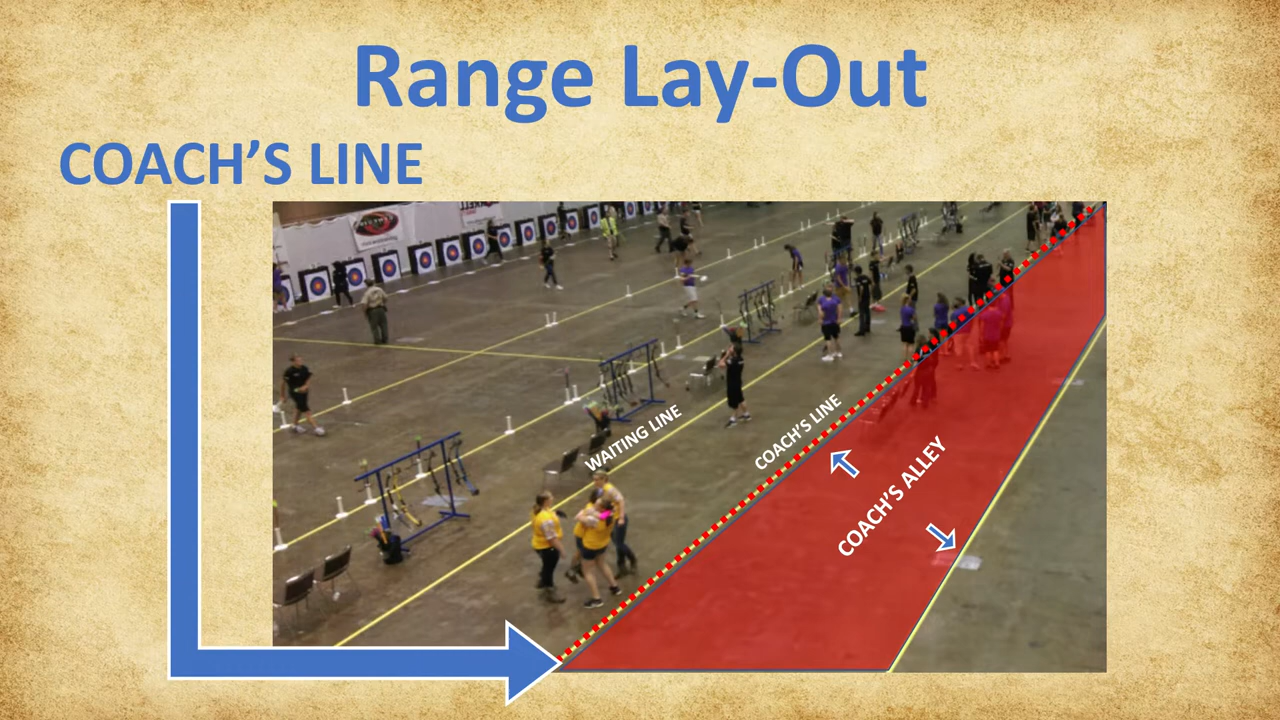 Range Lay-Out
COACH'S LINE
WAITING LINE
COACH'S LINE
COACH'S ALLEY